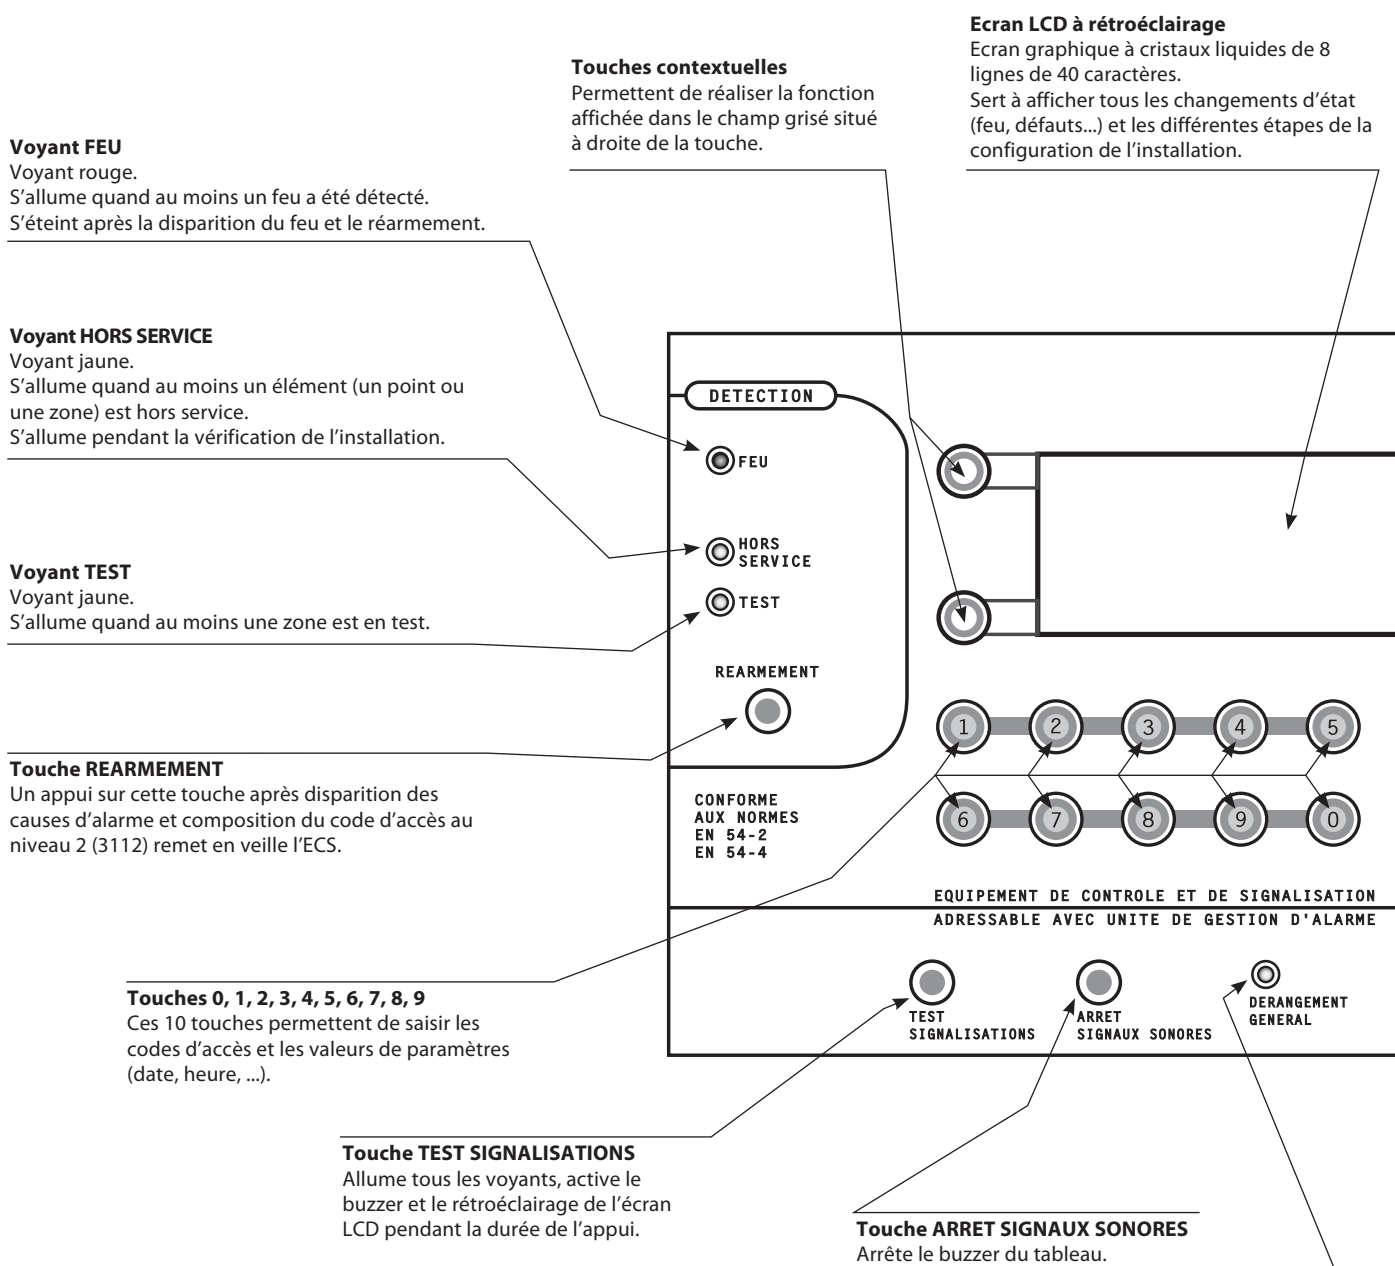 Ecran LCD à rétroéclairage
Ecran graphique à cristaux liquides de 8
lignes de 40 caractères.
Sert à afficher tous les changements d’état
(feu, défauts...) et les différentes étapes de la
configuration de l’installation.
Touches contextuelles
Permettent de réaliser la fonction
affichée dans le champ grisé situé
à droite de la touche.
Voyant FEU
Voyant rouge.
S’allume quand au moins un feu a été détecté.
S’éteint après la disparition du feu et le réarmement.
Voyant HORS SERVICE
Voyant jaune.
S’allume quand au moins un élément (un point ou
une zone) est hors service.
S’allume pendant la vérification de l’installation.
Voyant TEST
Voyant jaune.
S’allume quand au moins une zone est en test.
Touche REARMEMENT
Un appui sur cette touche après disparition des
causes d’alarme et composition du code d’accès au
niveau 2 (3112) remet en veille l’ECS.
DETECTION
FEU
HORS
SERVICE
TEST
REARMEMENT
1 2 3 4 5
6 7 8 9 0
CONFORME
AUX NORMES
EN 54-2
EN 54-4
EQUIPEMENT DE CONTROLE ET DE SIGNALISATION
ADRESSABLE AVEC UNITE DE GESTION D'ALARME
TEST
SIGNALISATIONS
ARRET
SIGNAUX SONORES
DERANGEMENT
GENERAL
Touches 0, 1, 2, 3, 4, 5, 6, 7, 8, 9
Ces 10 touches permettent de saisir les
codes d’accès et les valeurs de paramètres
(date, heure, ...).
Touche TEST SIGNALISATIONS
Allume tous les voyants, active le
buzzer et le rétroéclairage de l’écran
LCD pendant la durée de l’appui.
Touche ARRET SIGNAUX SONORES
Arrête le buzzer du tableau.